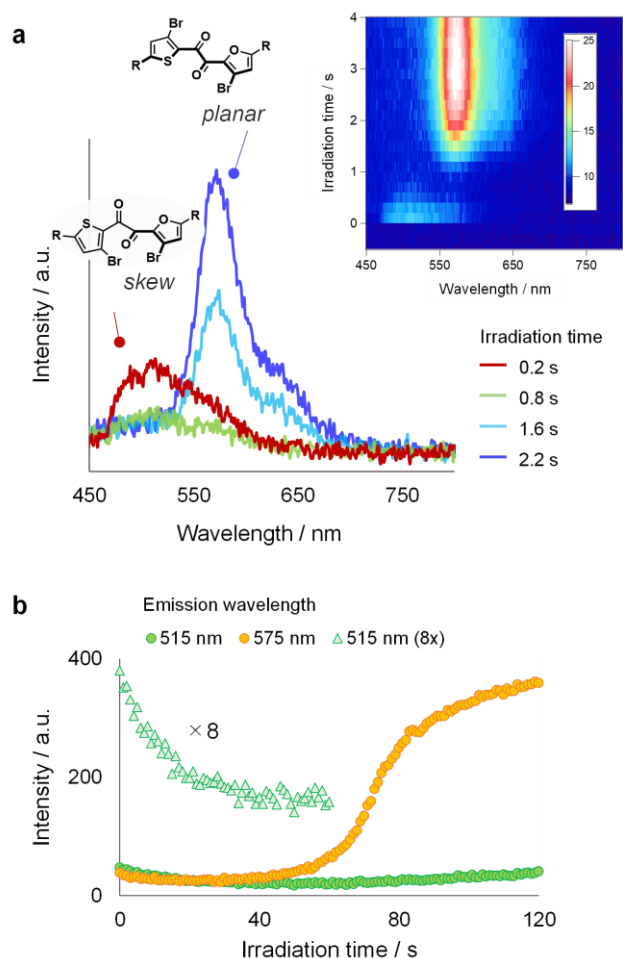 a
Br
O
R
S
O
O
R
Br
planar
Br
O
R
S
O
O
R
Br
skew
Intensity / a.u.
450
550
650
750
Wavelength / nm
Irradiation time / s
4
3
2
1
0
450
550
650
750
Wavelength / nm
25
20
15
10
Irradiation time
0.2 s
0.8 s
1.6 s
2.2 s
b
Emission wavelength
515 nm 575 nm 515 nm (8x)
400
200
0
× 8
Intensity / a.u.
0
40
80
120
Irradiation time / s